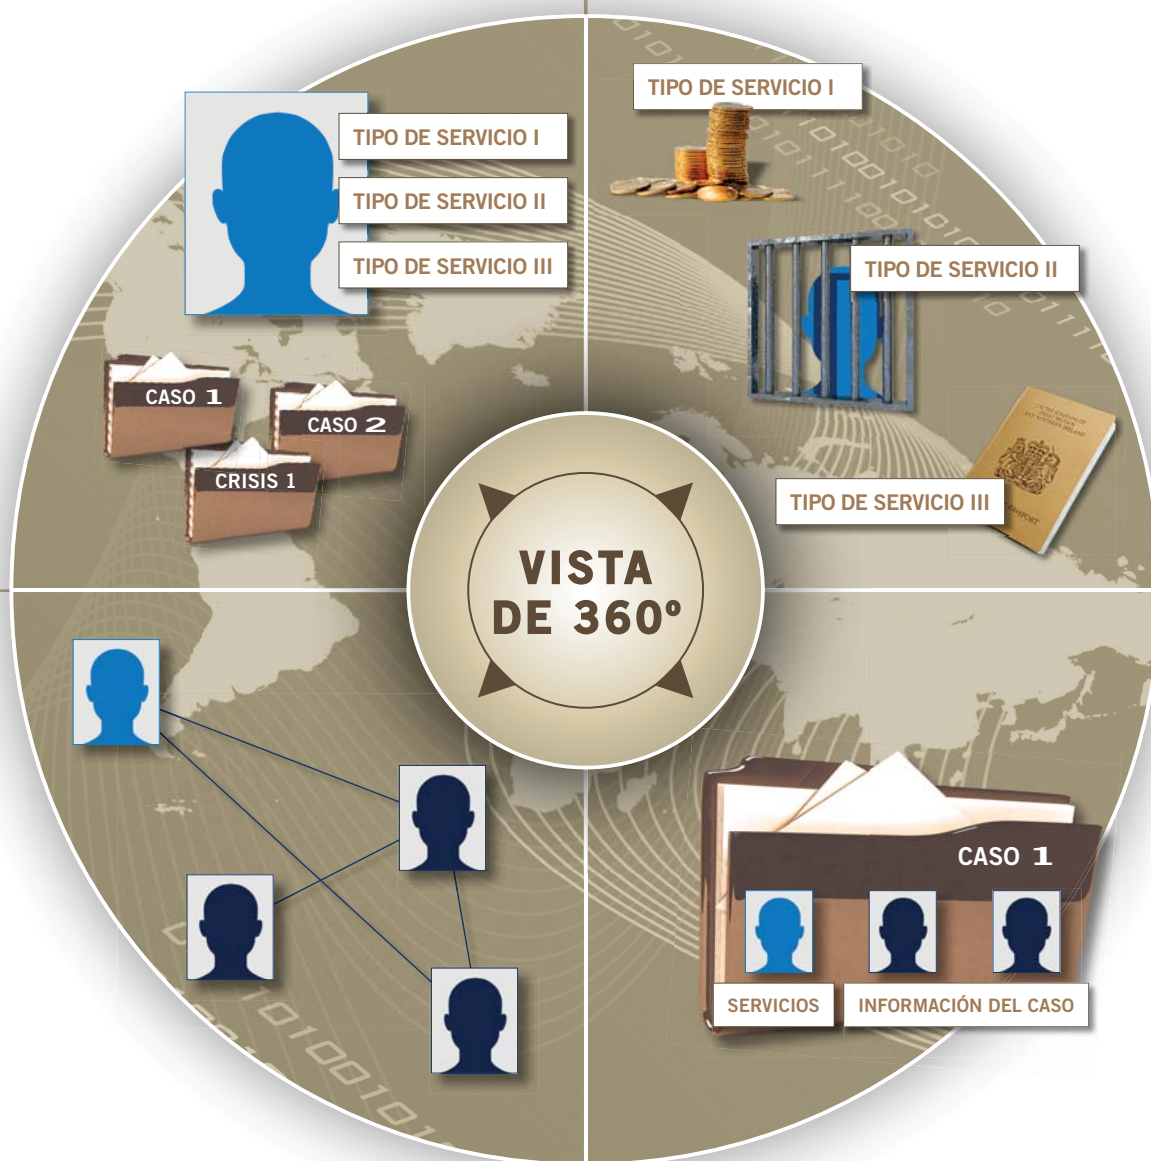 TIPO DE SERVICIO I
TIPO DE SERVICIO II
TIPO DE SERVICIO III
CASO 1
CASO 2
CRISIS 1
TIPO DE SERVICIO I
TIPO DE SERVICIO II
TIPO DE SERVICIO III
VISTA
DE 360º
CASO 1
SERVICIOS
INFORMACIÓN DEL CASO